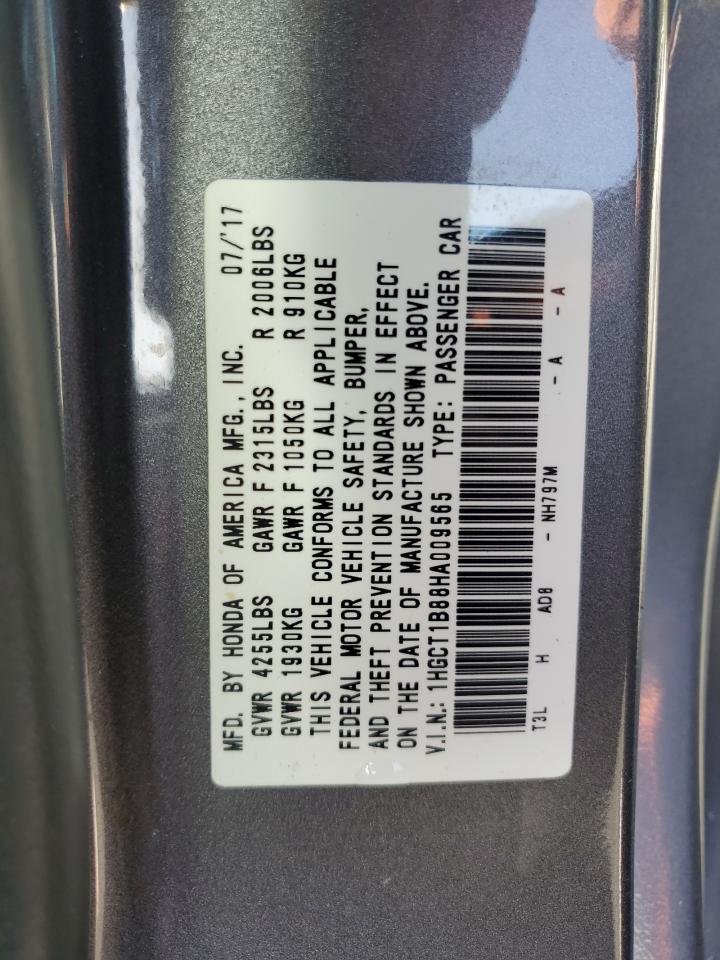 MFD. BY HONDA OF AMERICA MFG., INC. 07/'17
GVWR 4255LBS GAWR F 2315LBS R 2006LBS
GVWR 1930KG GAWR F 1050KG R 910KG
THIS VEHICLE CONFORMS TO ALL APPLICABLE
FEDERAL MOTOR VEHICLE SAFETY, BUMPER,
AND THEFT PREVENTION STANDARDS IN EFFECT
ON THE DATE OF MANUFACTURE SHOWN ABOVE.
V.I.N.: 1HGCT1B88HA009565 TYPE: PASSENGER CAR
T3L H AD8 - NH797M - A - A